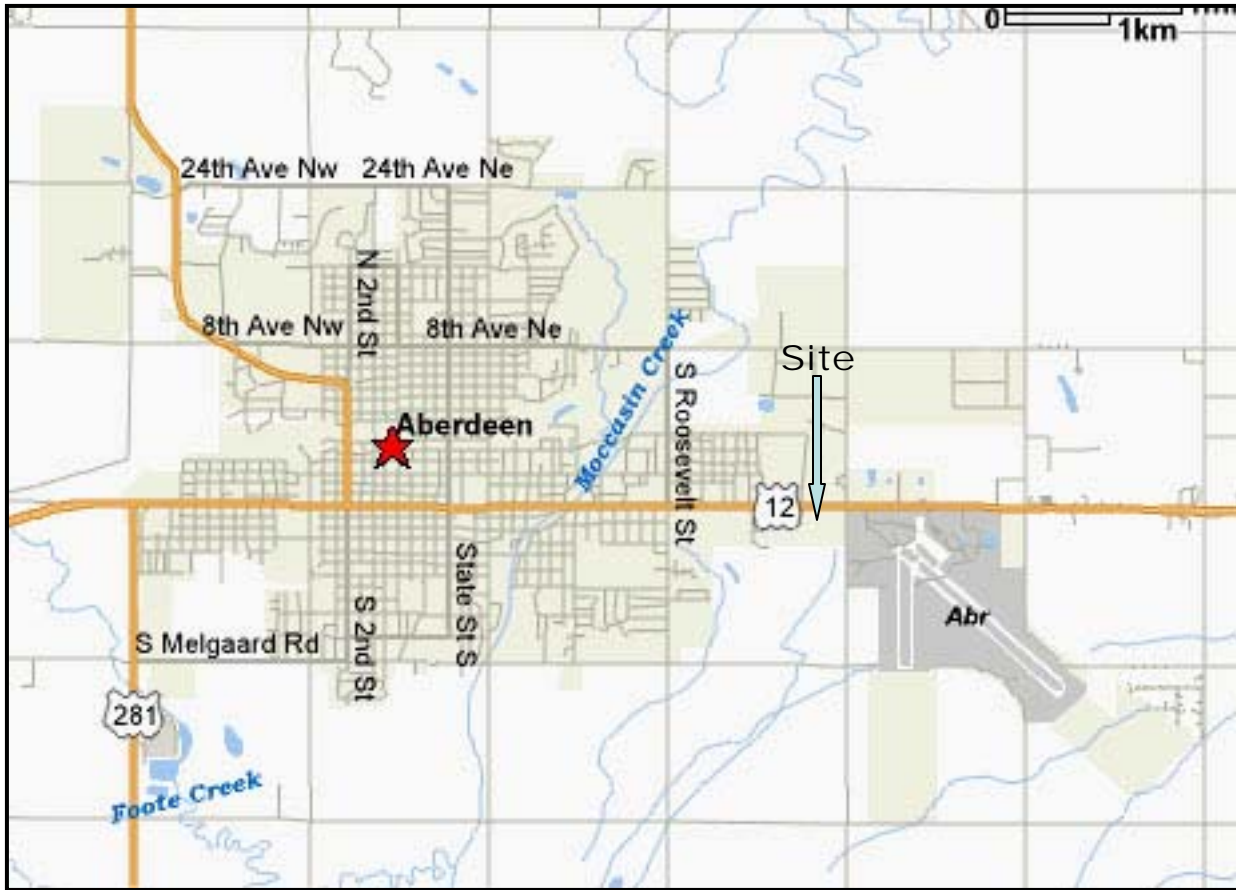 0
1km
24th Ave Nw
24th Ave Ne
N 2nd St
8th Ave Nw
8th Ave Ne
Moccasin Creek
Site
S Roosevelt St
Aberdeen
12
State St S
S 2nd St
S Melgaard Rd
Abr
281
Foote Creek